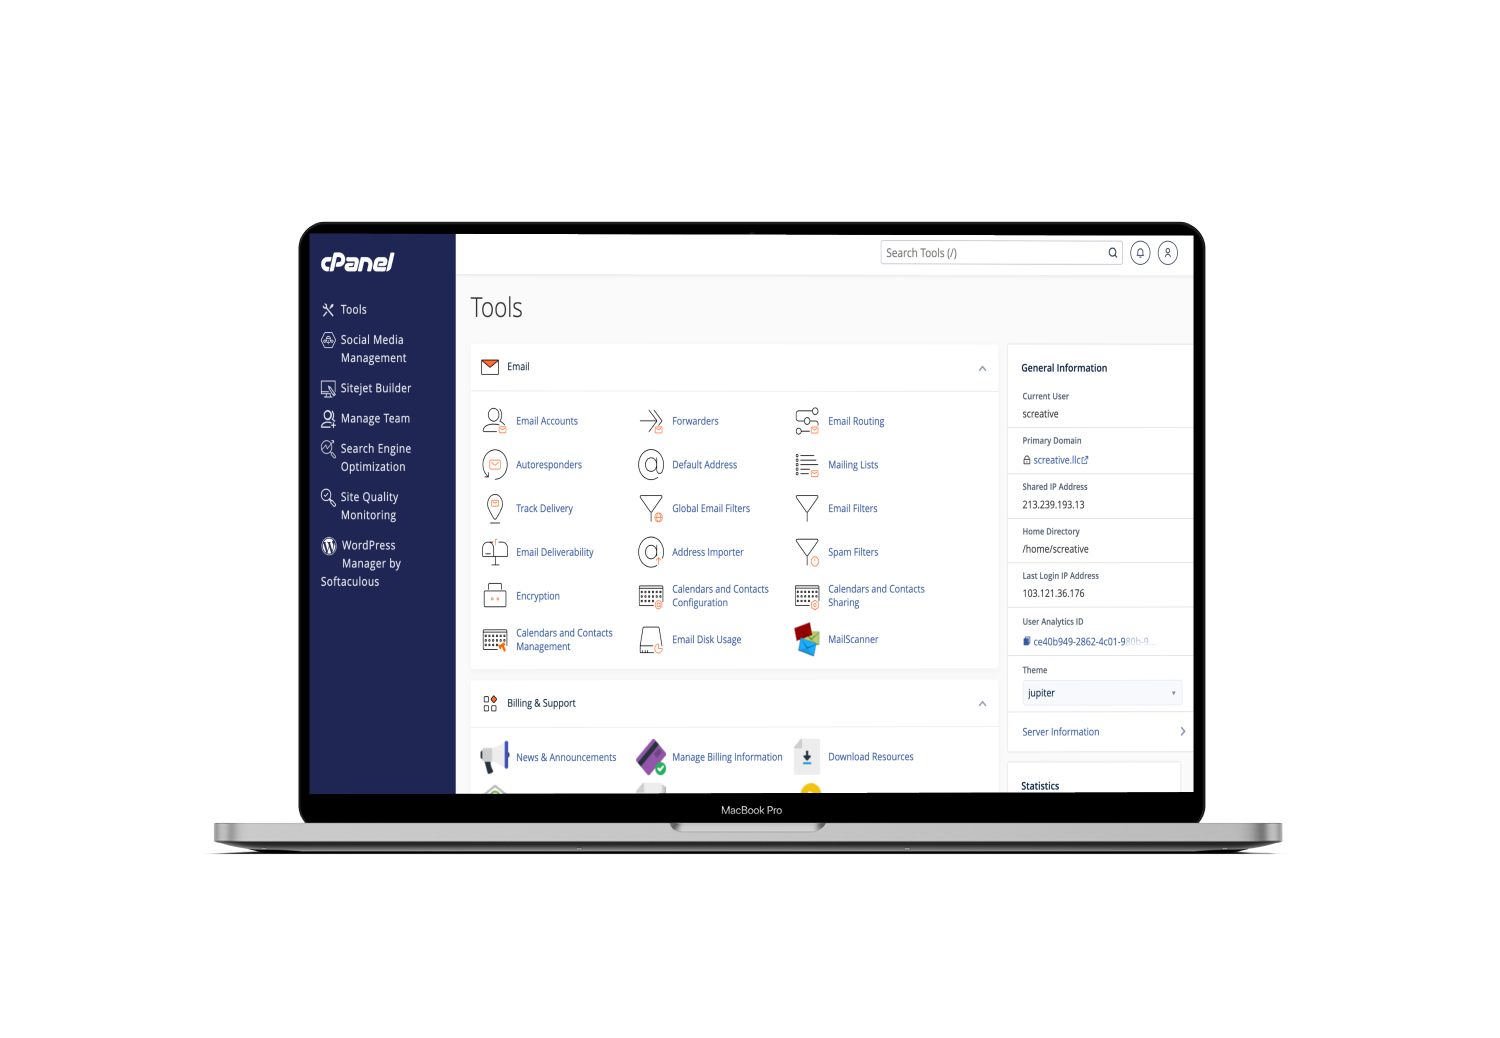 cPanel
Search Tools (/)
Tools
Social Media
Management
Sitejet Builder
Manage Team
Search Engine
Optimization
Site Quality
Monitoring
WordPress
Manager by
Softaculous
Tools
Email
Email Accounts
Forwarders
Email Routing
Autoresponders
Default Address
Mailing Lists
Track Delivery
Global Email Filters
Email Filters
Email Deliverability
Address Importer
Spam Filters
Encryption
Calendars and Contacts
Configuration
Calendars and Contacts
Sharing
Calendars and Contacts
Management
Email Disk Usage
MailScanner
Billing & Support
News & Announcements
Manage Billing Information
Download Resources
General Information
Current User
screative
Primary Domain
screative.llc
Shared IP Address
213.239.193.13
Home Directory
/home/screative
Last Login IP Address
103.121.36.176
User Analytics ID
ce40b949-2862-4c01-980b-9...
Theme
jupiter
Server Information
Statistics
MacBook Pro